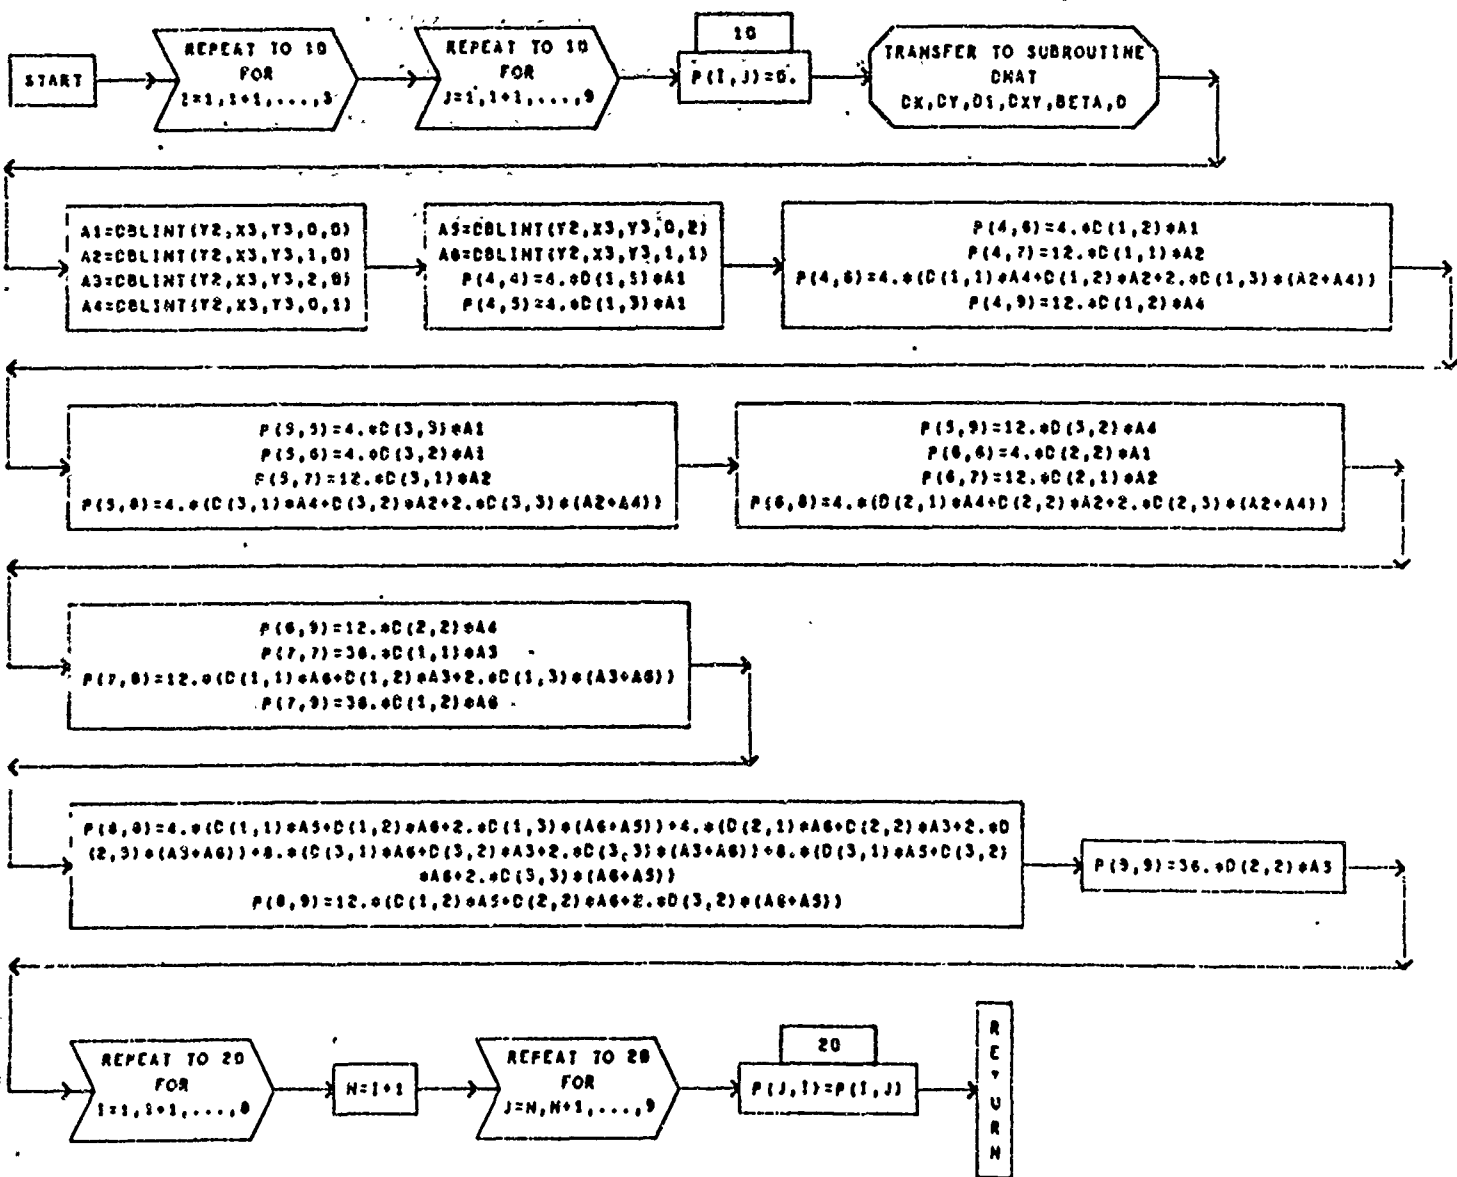 START
REPEAT TO 10
FOR
I=1,I+1,...,3
REPEAT TO 10
FOR
J=1,I+1,...,9
10
P(I,J)=0.
TRANSFER TO SUBROUTINE
DMAT
DX,DY,D1,DXY,BETA,D
A1=DBLINT(Y2,X3,Y3,0,0)
A2=DBLINT(Y2,X3,Y3,1,0)
A3=DBLINT(Y2,X3,Y3,2,0)
A4=DBLINT(Y2,X3,Y3,0,1)
A5=DBLINT(Y2,X3,Y3,0,2)
A6=DBLINT(Y2,X3,Y3,1,1)
P(4,4)=4.*D(1,1)*A1
P(4,5)=4.*D(1,3)*A1
P(4,6)=4.*D(1,2)*A1
P(4,7)=12.*D(1,1)*A2
P(4,8)=4.*(D(1,1)*A4+D(1,2)*A2+2.*D(1,3)*(A2+A4))
P(4,9)=12.*D(1,2)*A4
P(5,5)=4.*D(3,3)*A1
P(5,6)=4.*D(3,2)*A1
P(5,7)=12.*D(3,1)*A2
P(5,8)=4.*(D(3,1)*A4+D(3,2)*A2+2.*D(3,3)*(A2+A4))
P(5,9)=12.*D(3,2)*A4
P(6,6)=4.*D(2,2)*A1
P(6,7)=12.*D(2,1)*A2
P(6,8)=4.*(D(2,1)*A4+D(2,2)*A2+2.*D(2,3)*(A2+A4))
P(6,9)=12.*D(2,2)*A4
P(7,7)=36.*D(1,1)*A3
P(7,8)=12.*(D(1,1)*A6+D(1,2)*A3+2.*D(1,3)*(A3+A6))
P(7,9)=36.*D(1,2)*A6
P(8,8)=4.*(D(1,1)*A5+D(1,2)*A6+2.*D(1,3)*(A6+A5))+4.*(D(2,1)*A6+D(2,2)*A3+2.*D
(2,3)*(A3+A6))+8.*(D(3,1)*A6+D(3,2)*A3+2.*D(3,3)*(A3+A6))+8.*(D(3,1)*A5+D(3,2)
*A6+2.*D(3,3)*(A6+A5))
P(8,9)=12.*(D(1,2)*A5+D(2,2)*A6+2.*D(3,2)*(A6+A5))
P(9,9)=36.*D(2,2)*A5
REPEAT TO 20
FOR
I=1,I+1,...,8
N=I+1
REPEAT TO 20
FOR
J=N,N+1,...,9
20
P(J,I)=P(I,J)
RETURN